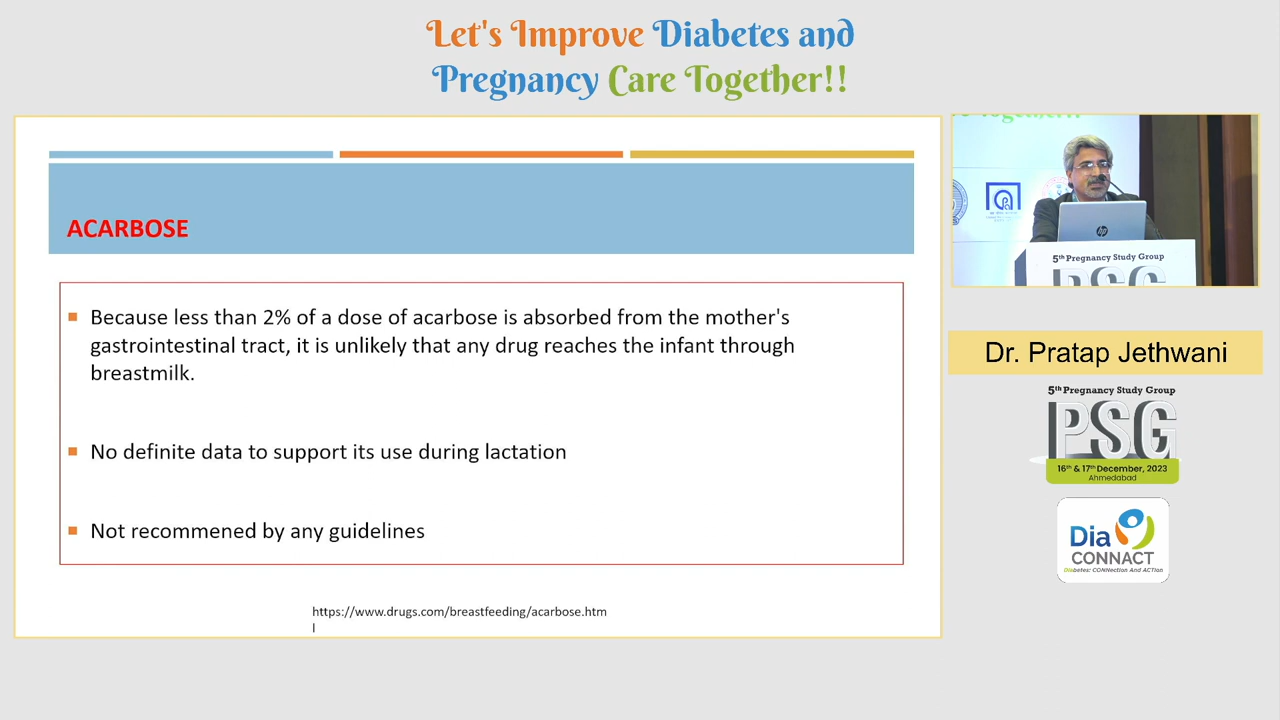 Let's Improve Diabetes and
Pregnancy Care Together!!
ACARBOSE
Because less than 2% of a dose of acarbose is absorbed from the mother's
gastrointestinal tract, it is unlikely that any drug reaches the infant through
breastmilk.
No definite data to support its use during lactation
Not recommened by any guidelines
https://www.drugs.com/breastfeeding/acarbose.htm
l
hp
5th Pregnancy Study Group
PSG
Dr. Pratap Jethwani
5th Pregnancy Study Group
PSG
16th & 17th December, 2023
Ahmedabad
Dia
CONNACT
Diabetes: CONNection And ACTion